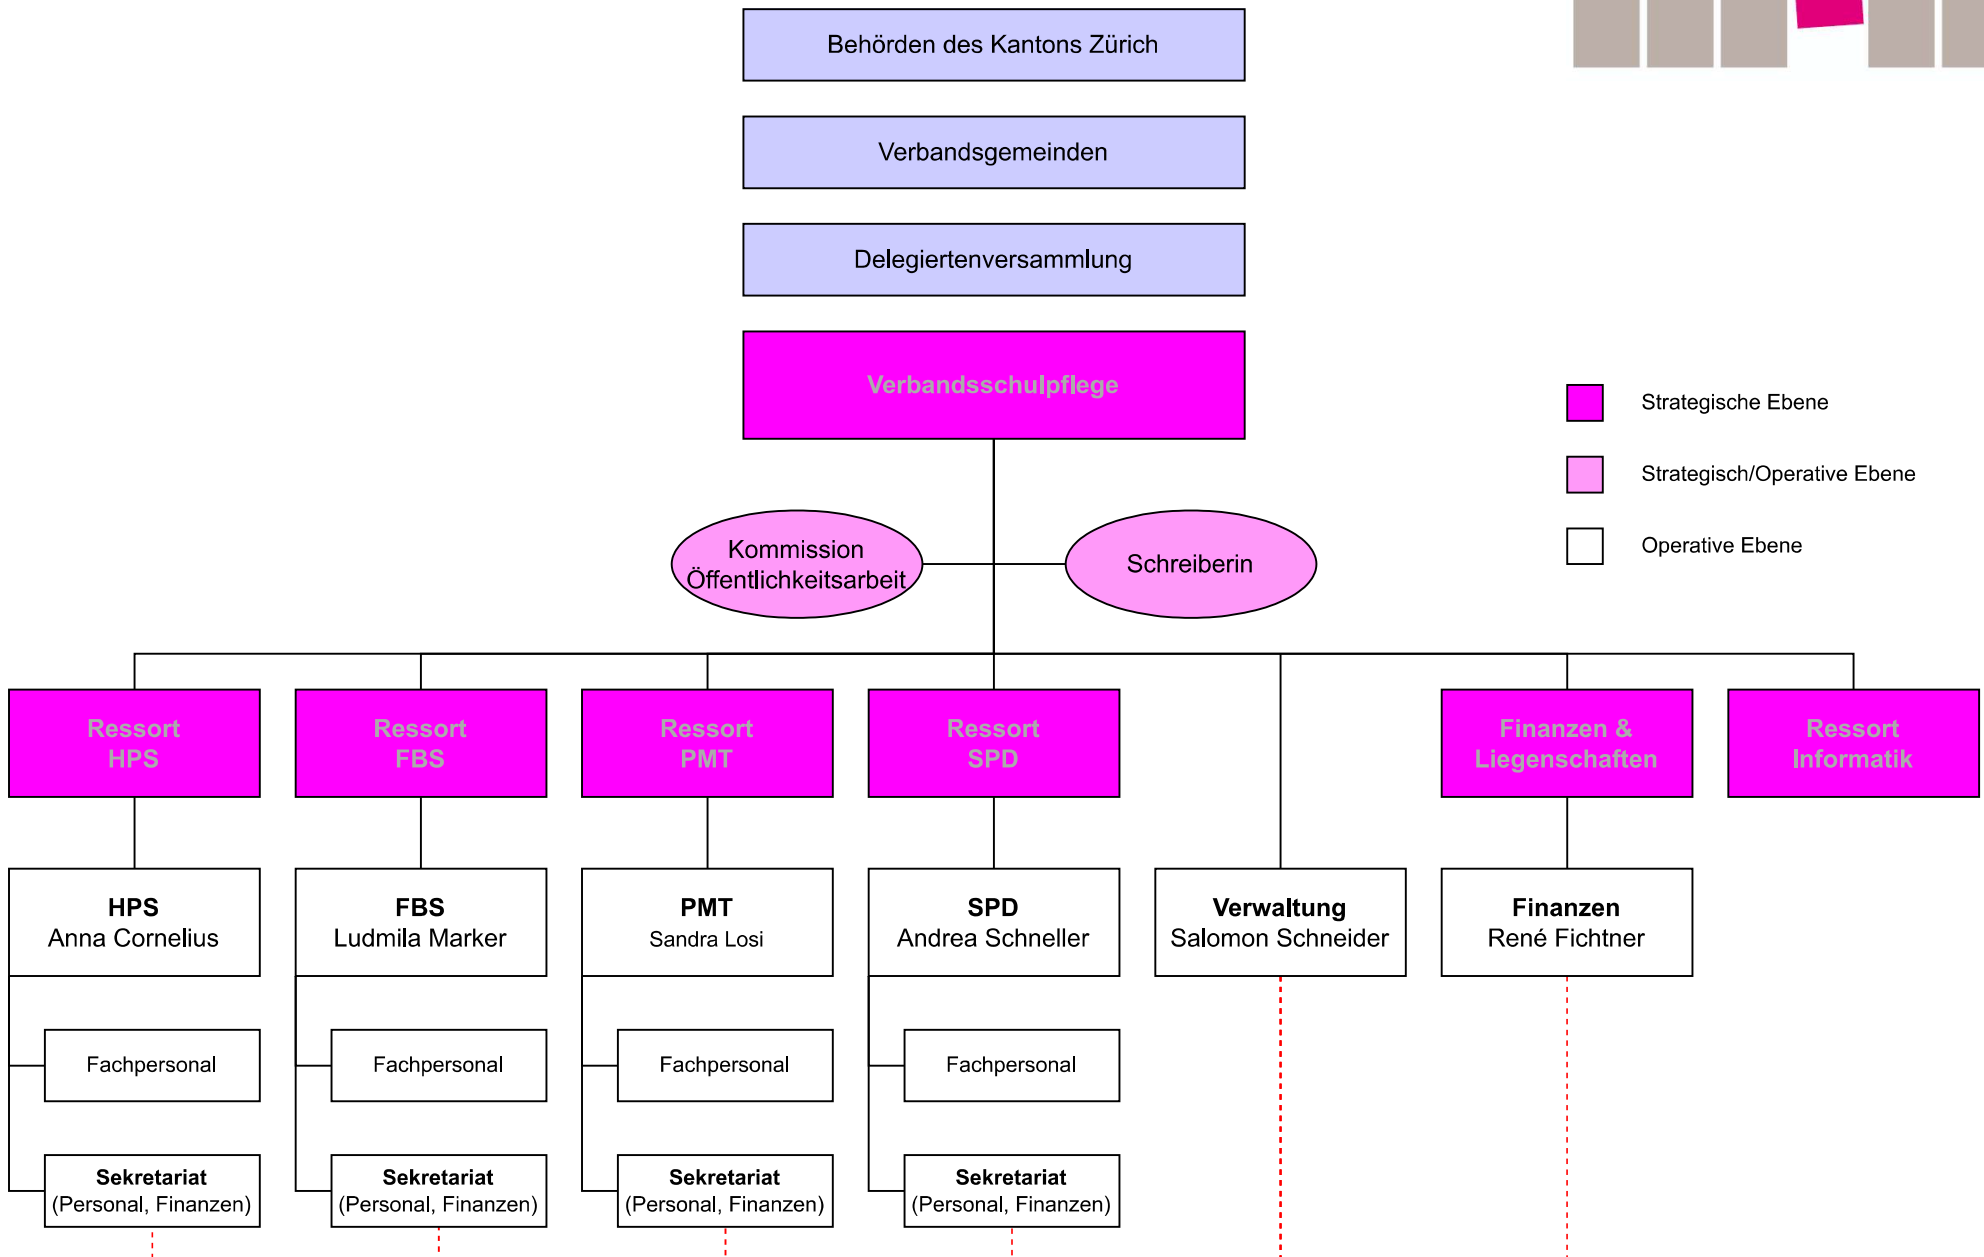 Behörden des Kantons Zürich
Verbandsgemeinden
Delegiertenversammlung
Verbandsschulpflege
Strategische Ebene
Strategisch/Operative Ebene
Operative Ebene
Kommission
Öffentlichkeitsarbeit
Schreiberin
Ressort
HPS
Ressort
FBS
Ressort
PMT
Ressort
SPD
Finanzen &
Liegenschaften
Ressort
Informatik
HPS
Anna Cornelius
FBS
Ludmila Marker
PMT
Sandra Losi
SPD
Andrea Schneller
Verwaltung
Salomon Schneider
Finanzen
René Fichtner
Fachpersonal
Fachpersonal
Fachpersonal
Fachpersonal
Sekretariat
(Personal, Finanzen)
Sekretariat
(Personal, Finanzen)
Sekretariat
(Personal, Finanzen)
Sekretariat
(Personal, Finanzen)